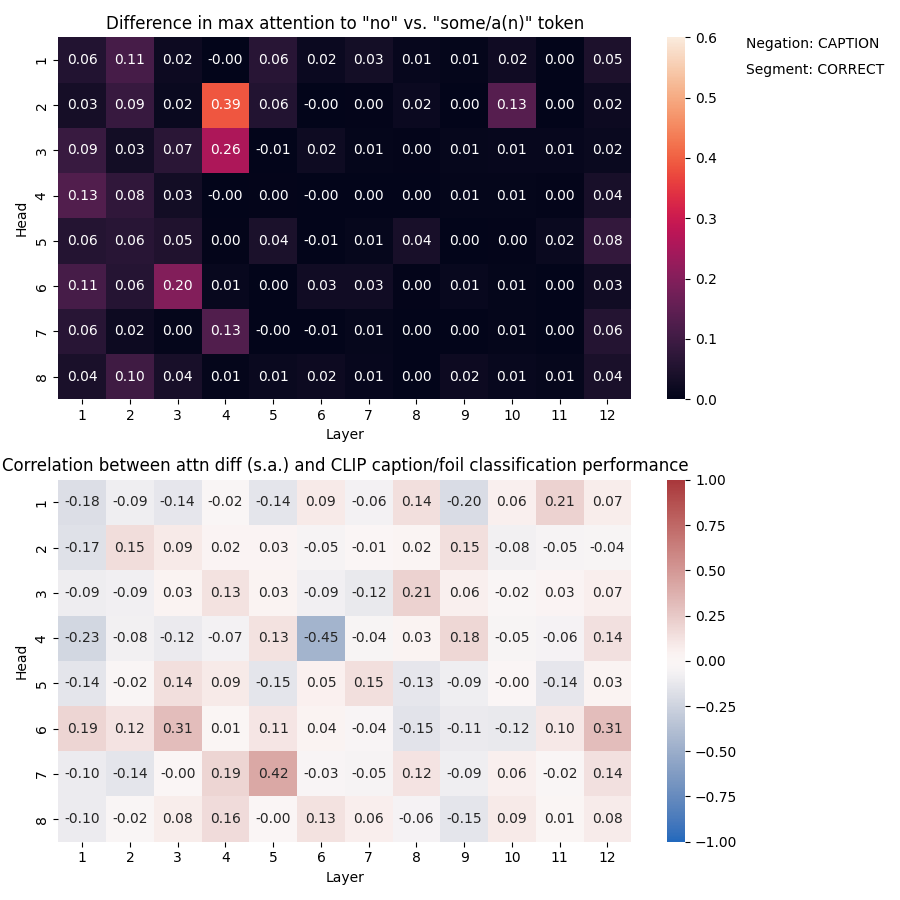 Difference in max attention to "no" vs. "some/a(n)" token
Negation: CAPTION
Segment: CORRECT
Head
1 0.06 0.11 0.02 -0.00 0.06 0.02 0.03 0.01 0.01 0.02 0.00 0.05
2 0.03 0.09 0.02 0.39 0.06 -0.00 0.00 0.02 0.00 0.13 0.00 0.02
3 0.09 0.03 0.07 0.26 -0.01 0.02 0.01 0.00 0.01 0.01 0.01 0.02
4 0.13 0.08 0.03 -0.00 0.00 -0.00 0.00 0.00 0.01 0.01 0.00 0.04
5 0.06 0.06 0.05 0.00 0.04 -0.01 0.01 0.04 0.00 0.00 0.02 0.08
6 0.11 0.06 0.20 0.01 0.00 0.03 0.03 0.00 0.01 0.01 0.00 0.03
7 0.06 0.02 0.00 0.13 -0.00 -0.01 0.01 0.00 0.00 0.01 0.00 0.06
8 0.04 0.10 0.04 0.01 0.01 0.02 0.01 0.00 0.02 0.01 0.01 0.04
1 2 3 4 5 6 7 8 9 10 11 12
Layer
0.6
0.5
0.4
0.3
0.2
0.1
0.0
Correlation between attn diff (s.a.) and CLIP caption/foil classification performance
Head
1 -0.18 -0.09 -0.14 -0.02 -0.14 0.09 -0.06 0.14 -0.20 0.06 0.21 0.07
2 -0.17 0.15 0.09 0.02 0.03 -0.05 -0.01 0.02 0.15 -0.08 -0.05 -0.04
3 -0.09 -0.09 0.03 0.13 0.03 -0.09 -0.12 0.21 0.06 -0.02 0.03 0.07
4 -0.23 -0.08 -0.12 -0.07 0.13 -0.45 -0.04 0.03 0.18 -0.05 -0.06 0.14
5 -0.14 -0.02 0.14 0.09 -0.15 0.05 0.15 -0.13 -0.09 -0.00 -0.14 0.03
6 0.19 0.12 0.31 0.01 0.11 0.04 -0.04 -0.15 -0.11 -0.12 0.10 0.31
7 -0.10 -0.14 -0.00 0.19 0.42 -0.03 -0.05 0.12 -0.09 0.06 -0.02 0.14
8 -0.10 -0.02 0.08 0.16 -0.00 0.13 0.06 -0.06 -0.15 0.09 0.01 0.08
1 2 3 4 5 6 7 8 9 10 11 12
Layer
1.00
0.75
0.50
0.25
0.00
−0.25
−0.50
−0.75
−1.00